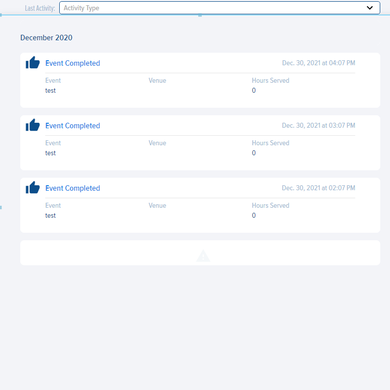 Last Activity: Activity Type
December 2020
Event Completed Dec. 30, 2021 at 04:07 PM
Event Venue Hours Served
test 0
Event Completed Dec. 30, 2021 at 03:07 PM
Event Venue Hours Served
test 0
Event Completed Dec. 30, 2021 at 02:07 PM
Event Venue Hours Served
test 0